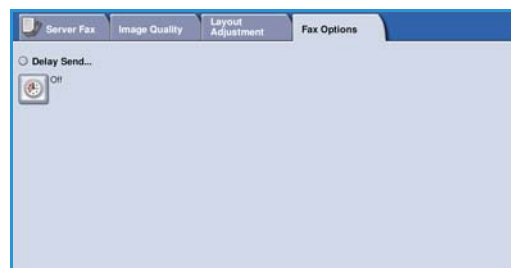 Server Fax
Image Quality
Layout
Adjustment
Fax Options
Delay Send...
Off